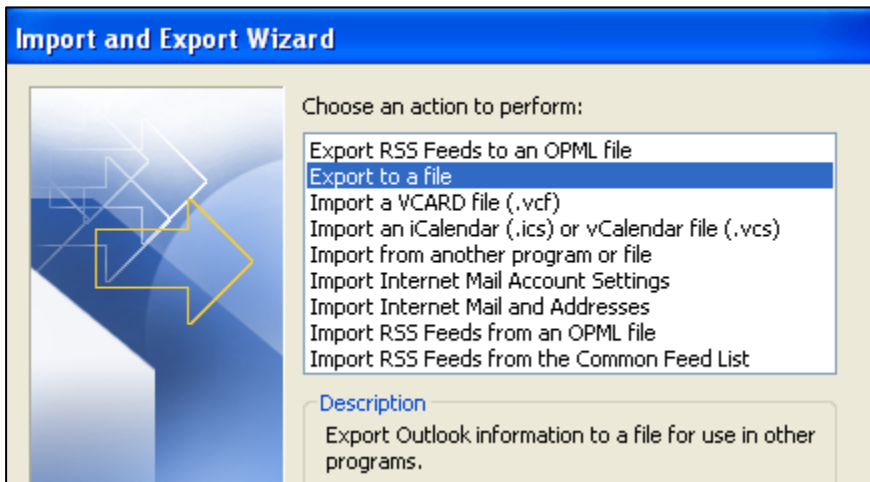 Import and Export Wizard
Choose an action to perform:
Export RSS Feeds to an OPML file
Export to a file
Import a VCARD file (.vcf)
Import an iCalendar (.ics) or vCalendar file (.vcs)
Import from another program or file
Import Internet Mail Account Settings
Import Internet Mail and Addresses
Import RSS Feeds from an OPML file
Import RSS Feeds from the Common Feed List
Description
Export Outlook information to a file for use in other
programs.